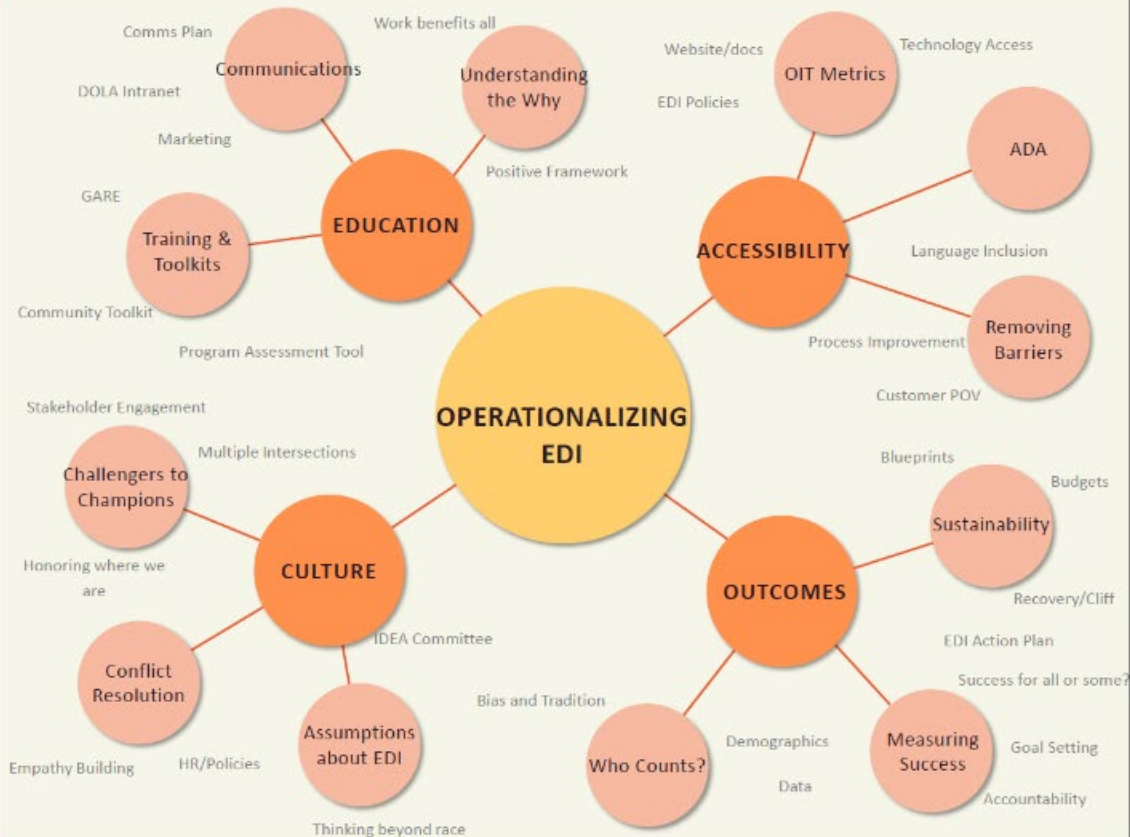 Comms Plan
Work benefits all
Communications
DOLA Intranet
Marketing
Understanding
the Why
Positive Framework
GARE
Training &
Toolkits
EDUCATION
Community Toolkit
Program Assessment Tool
Website/docs
OIT Metrics
Technology Access
EDI Policies
ADA
ACCESSIBILITY
Language Inclusion
Removing
Barriers
Process Improvement
Customer POV
OPERATIONALIZING
EDI
Stakeholder Engagement
Multiple Intersections
Challengers to
Champions
Honoring where we
are
CULTURE
IDEA Committee
Conflict
Resolution
Empathy Building
HR/Policies
Assumptions
about EDI
Thinking beyond race
Blueprints
Budgets
Sustainability
Recovery/Cliff
OUTCOMES
EDI Action Plan
Success for all or some?
Bias and Tradition
Who Counts?
Demographics
Data
Measuring
Success
Goal Setting
Accountability